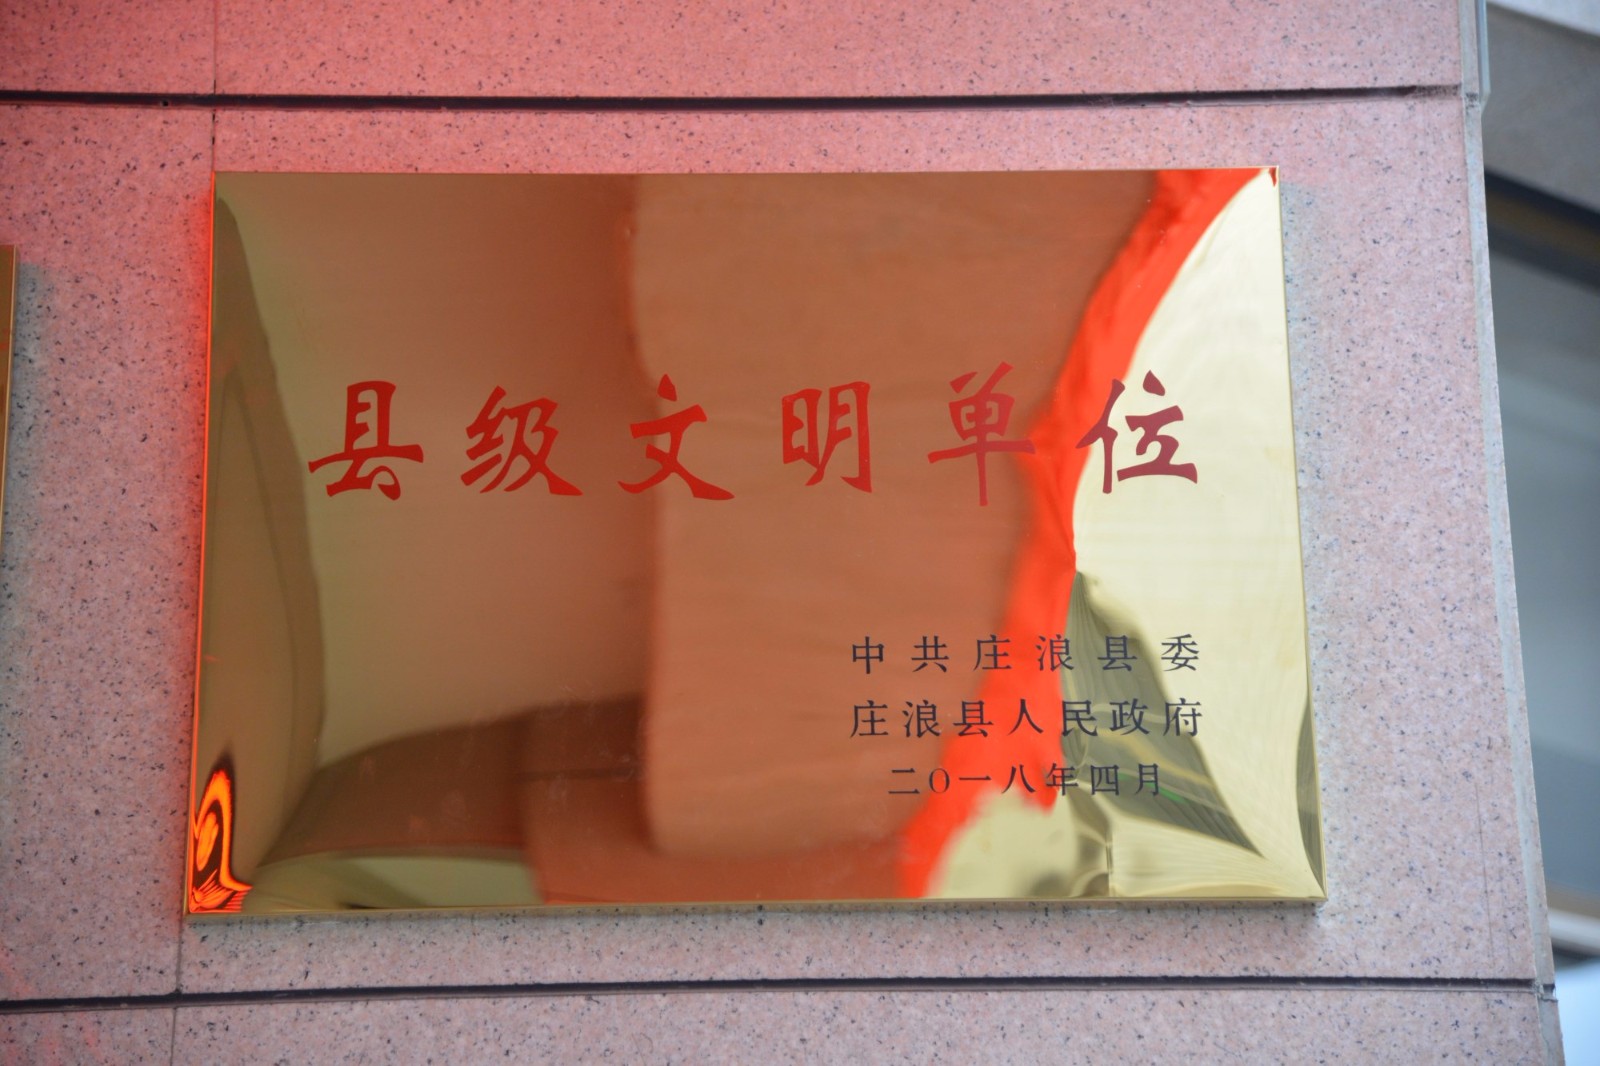 县级文明单位
中共庄浪县委
庄浪县人民政府
二〇一八年四月